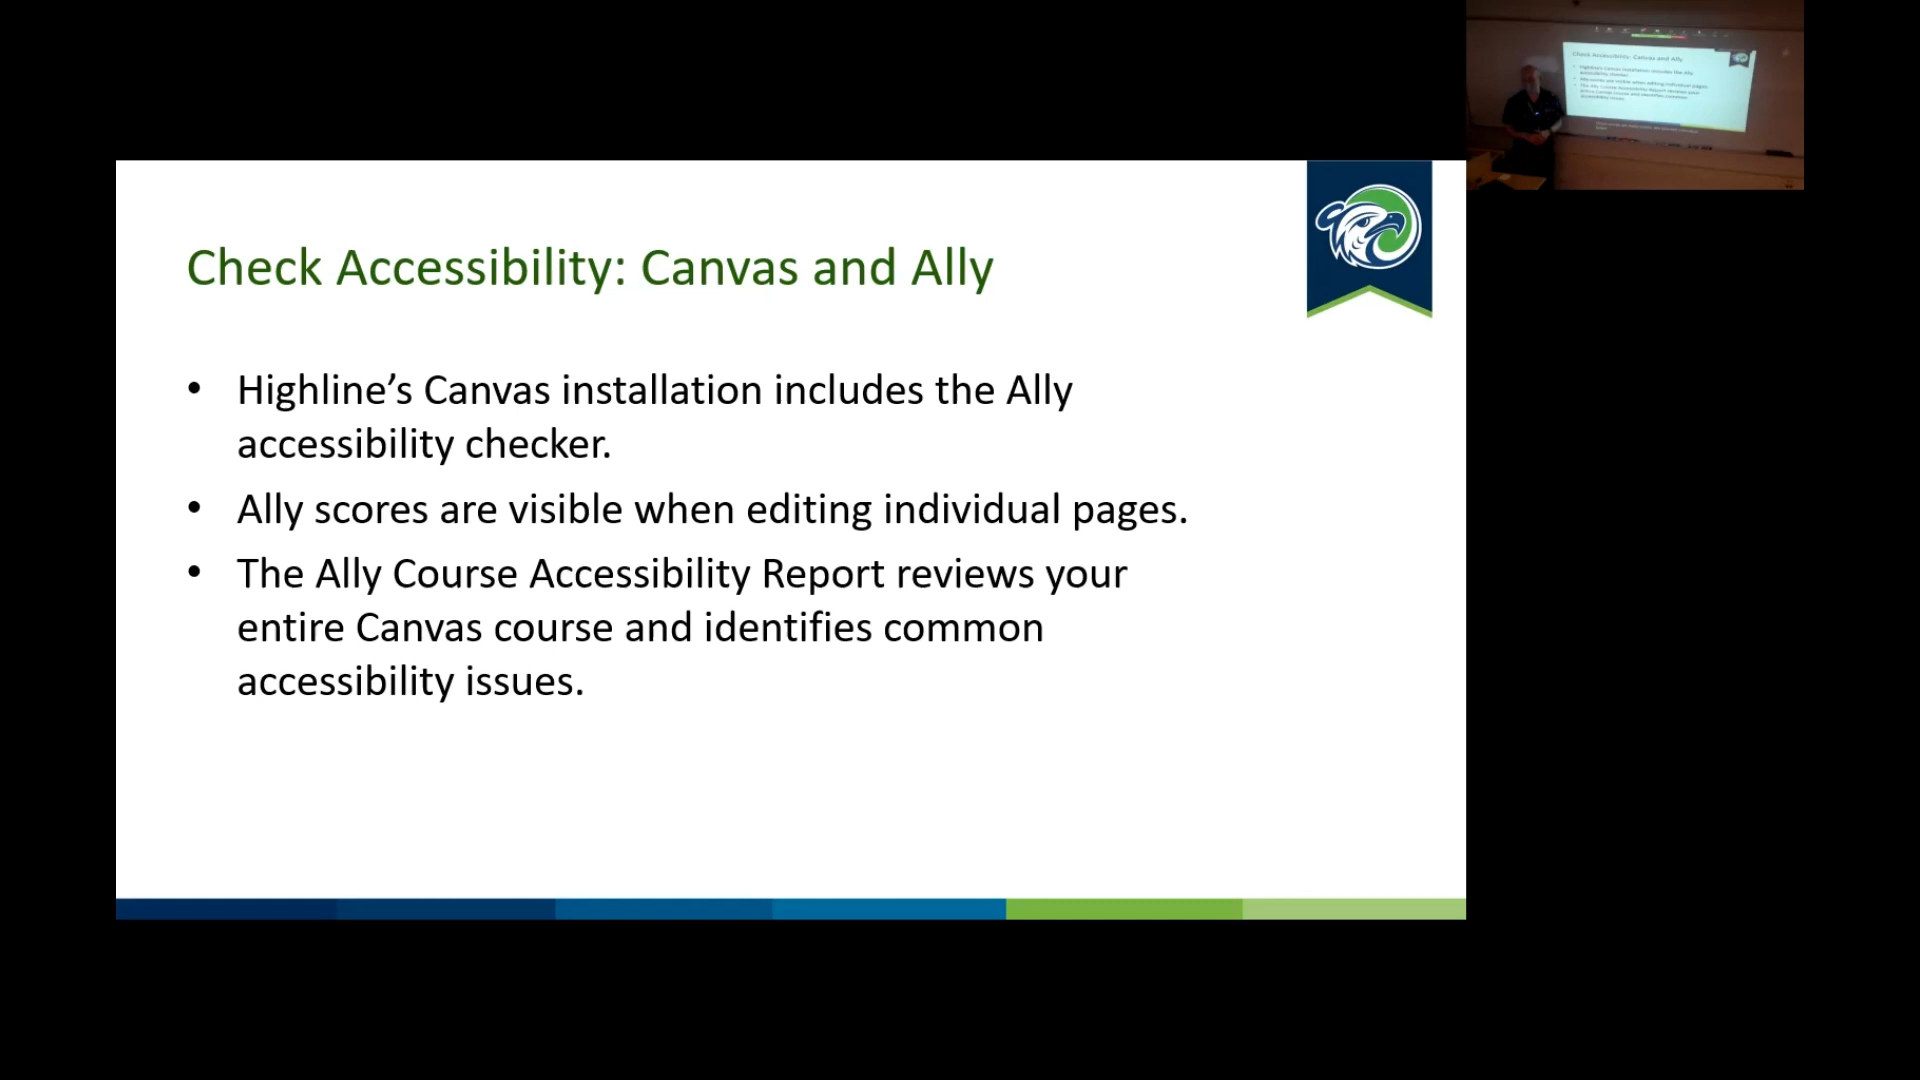 Check Accessibility: Canvas and Ally
• Highline’s Canvas installation includes the Ally
accessibility checker.
• Ally scores are visible when editing individual pages.
• The Ally Course Accessibility Report reviews your
entire Canvas course and identifies common
accessibility issues.